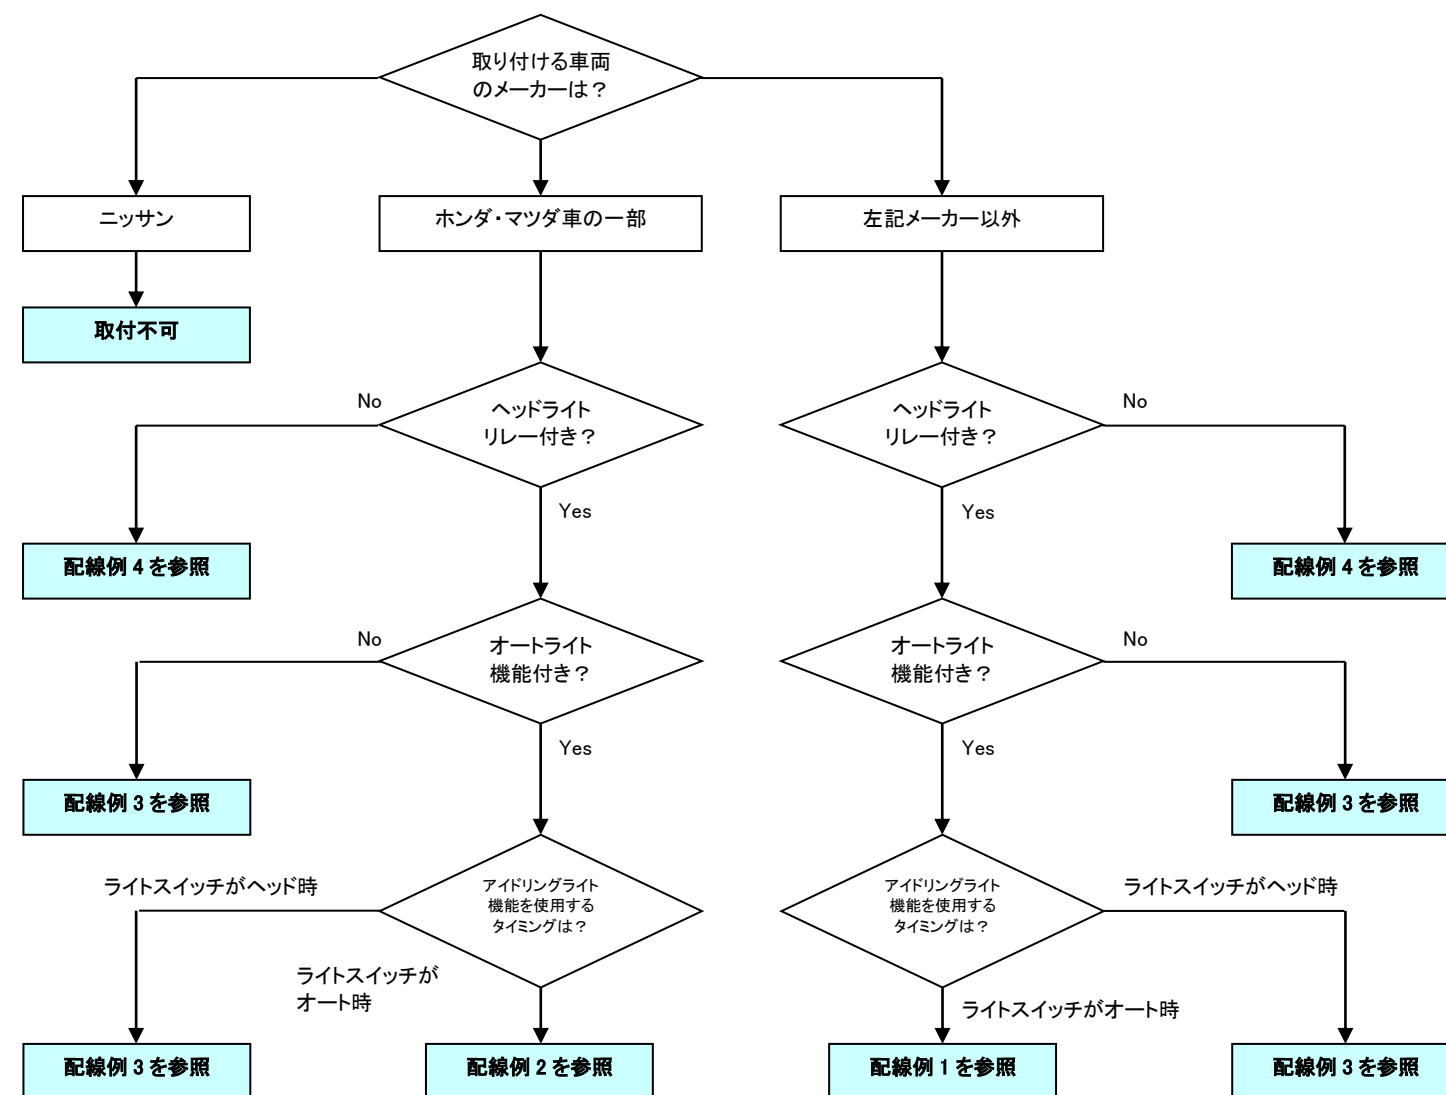 取り付ける車両
のメーカーは？
ニッサン
ホンダ・マツダ車の一部
左記メーカー以外
取付不可
No
ヘッドライト
リレー付き？
ヘッドライト
リレー付き？
No
Yes
Yes
配線例 4 を参照
配線例 4 を参照
No
オートライト
機能付き？
オートライト
機能付き？
No
Yes
Yes
配線例 3 を参照
配線例 3 を参照
ライトスイッチがヘッド時
アイドリングライト
機能を使用する
タイミングは？
アイドリングライト
機能を使用する
タイミングは？
ライトスイッチがヘッド時
ライトスイッチが
オート時
ライトスイッチがオート時
配線例 3 を参照
配線例 2 を参照
配線例 1 を参照
配線例 3 を参照